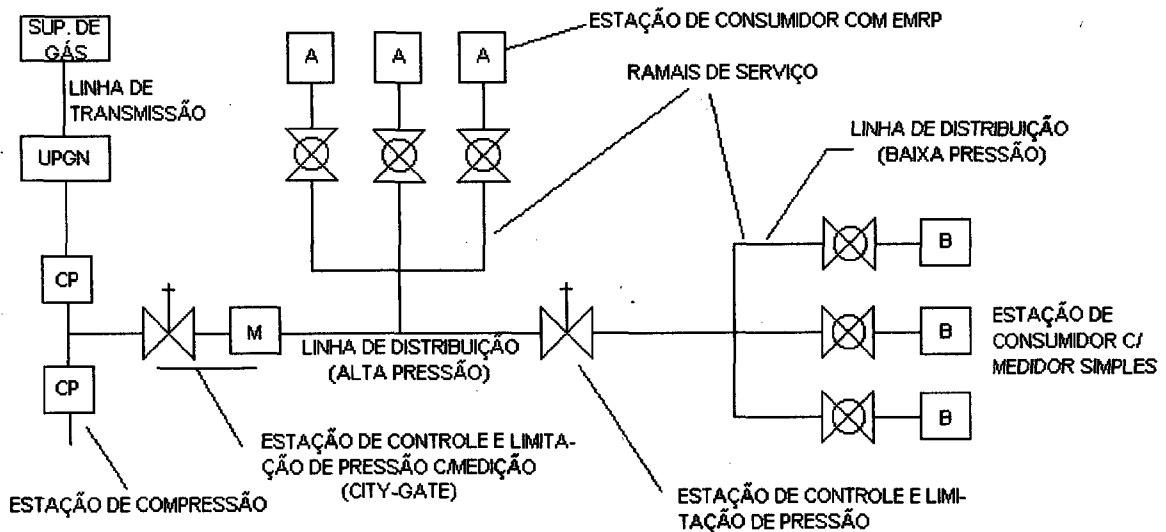 SUP. DE
GÁS
LINHA DE
TRANSMISSÃO
UPGN
CP
CP
ESTAÇÃO DE COMPRESSÃO
M
ESTAÇÃO DE CONTROLE E LIMITA-
ÇÃO DE PRESSÃO C/MEDIÇÃO
(CITY-GATE)
A
A
A
ESTAÇÃO DE CONSUMIDOR COM EMRP
RAMAIS DE SERVIÇO
LINHA DE DISTRIBUIÇÃO
(ALTA PRESSÃO)
LINHA DE DISTRIBUIÇÃO
(BAIXA PRESSÃO)
B
B
B
ESTAÇÃO DE
CONSUMIDOR C/
MEDIDOR SIMPLES
ESTAÇÃO DE CONTROLE E LIMI-
TAÇÃO DE PRESSÃO